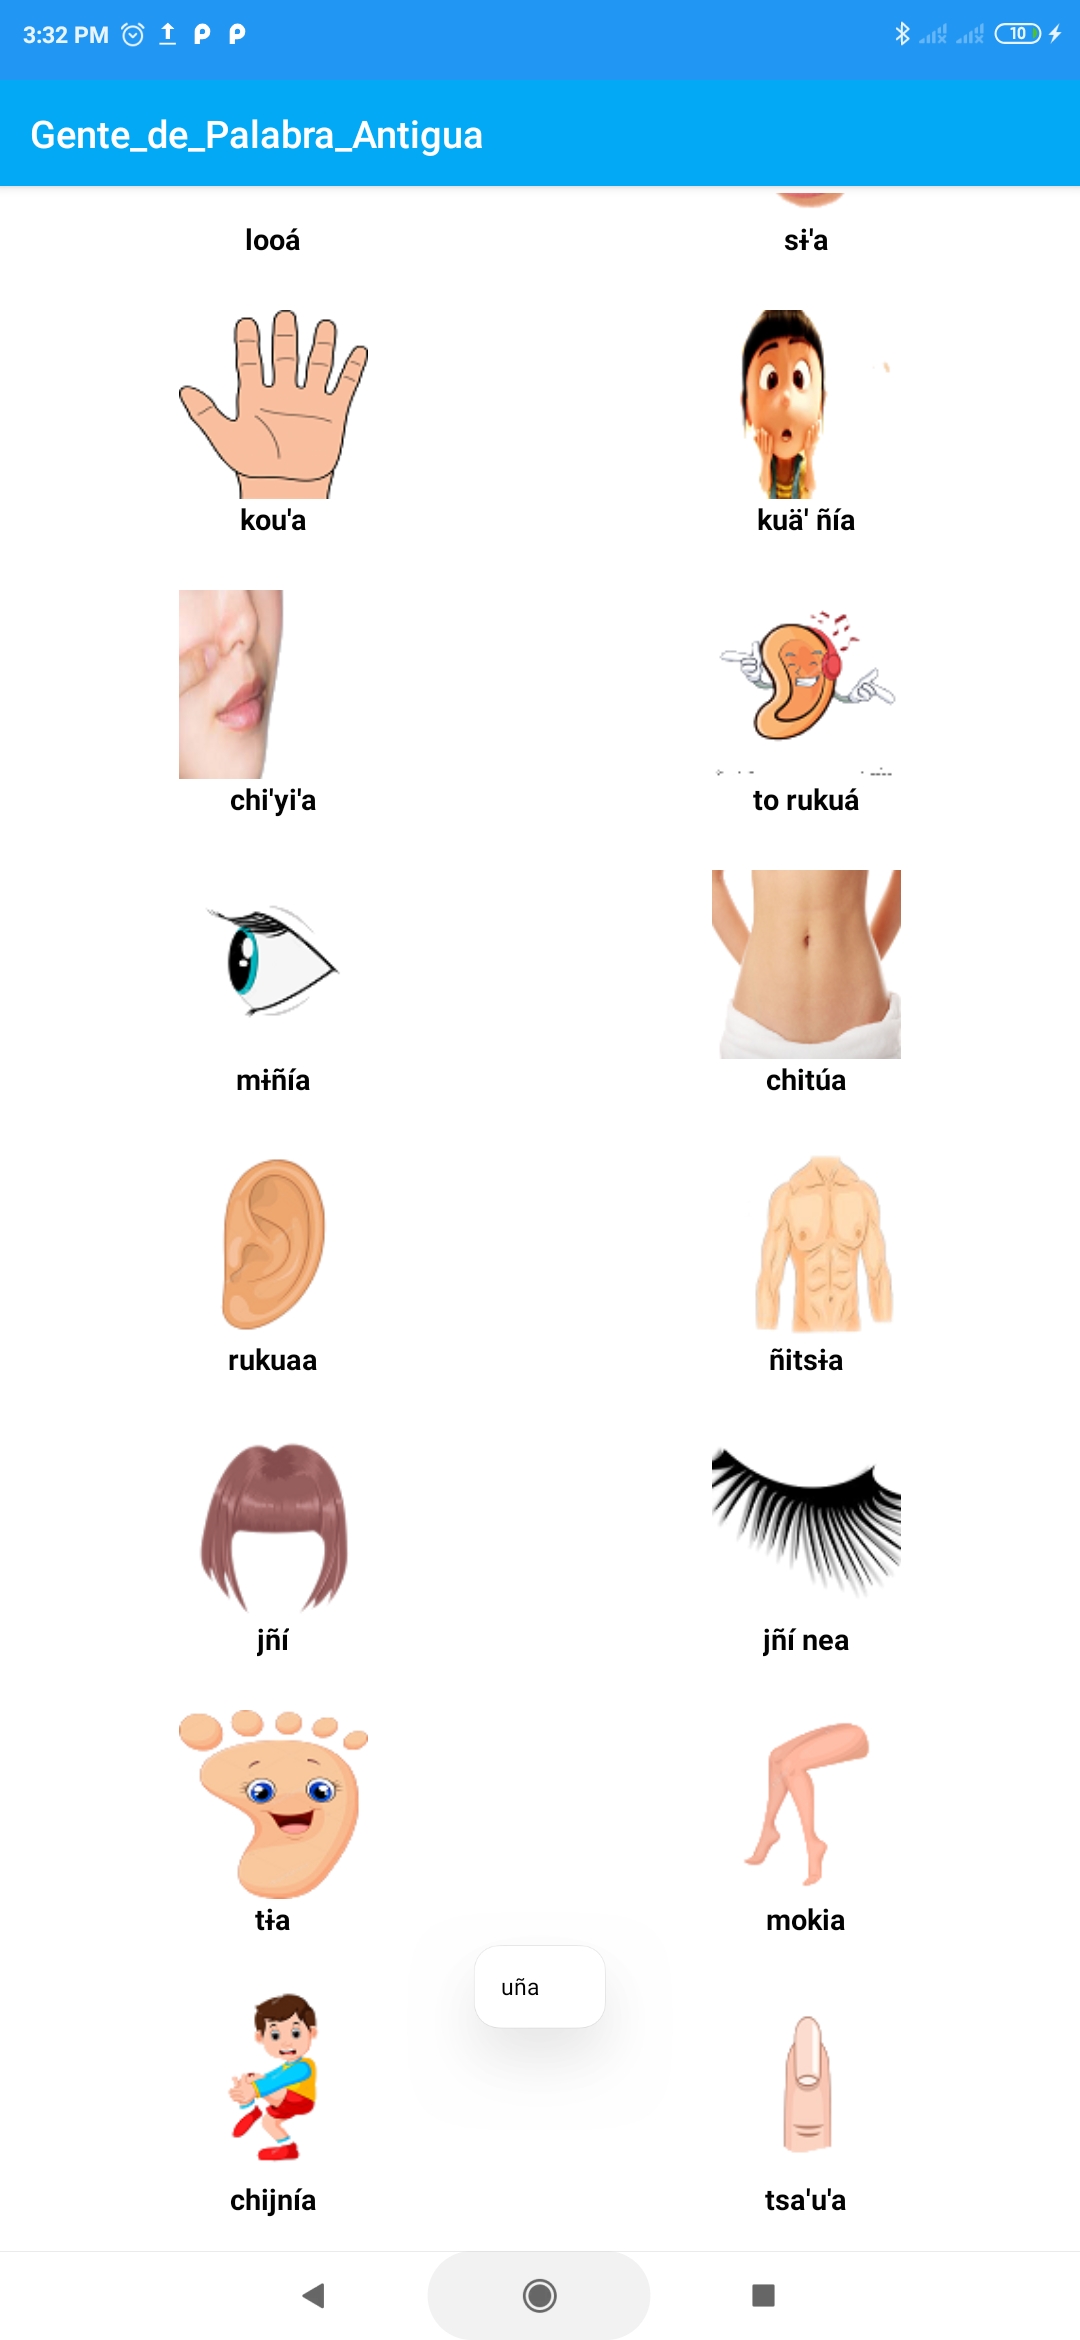 3:32 PM
10
Gente_de_Palabra_Antigua
looá
sɨ'a
kou'a
kuä' ñía
chi'yi'a
to rukuá
mɨñía
chitúa
rukuaa
ñitsɨa
jñí
jñí nea
tɨa
mokia
uña
chijnía
tsa'u'a